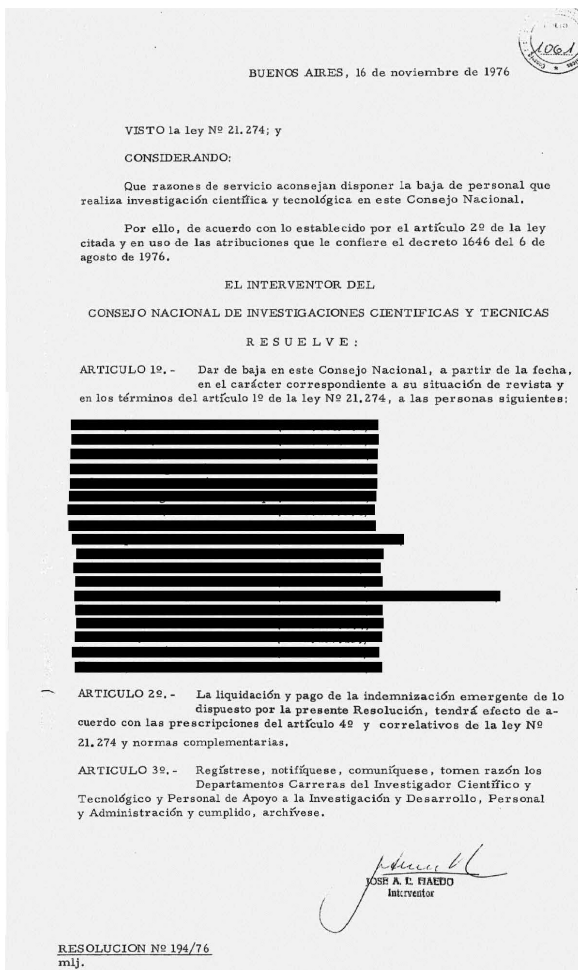 1061
BUENOS AIRES, 16 de noviembre de 1976
VISTO la ley Nº 21.274; y
CONSIDERANDO:
Que razones de servicio aconsejan disponer la baja de personal que
realiza investigación científica y tecnológica en este Consejo Nacional.
Por ello, de acuerdo con lo establecido por el artículo 2º de la ley
citada y en uso de las atribuciones que le confiere el decreto 1646 del 6 de
agosto de 1976.
EL INTERVENTOR DEL
CONSEJO NACIONAL DE INVESTIGACIONES CIENTIFICAS Y TECNICAS
R E S U E L V E :
ARTICULO 1º.- Dar de baja en este Consejo Nacional, a partir de la fecha,
en el carácter correspondiente a su situación de revista y
en los términos del artículo 1º de la ley Nº 21.274, a las personas siguientes:
ARTICULO 2º.- La liquidación y pago de la indemnización emergente de lo
dispuesto por la presente Resolución, tendrá efecto de a-
cuerdo con las prescripciones del artículo 4º y correlativos de la ley Nº
21.274 y normas complementarias.
ARTICULO 3º.- Regístrese, notifíquese, comuníquese, tomen razón los
Departamentos Carreras del Investigador Científico y
Tecnológico y Personal de Apoyo a la Investigación y Desarrollo, Personal
y Administración y cumplido, archívese.
JOSE A. E. HAEDO
Interventor
RESOLUCION Nº 194/76
mlj.